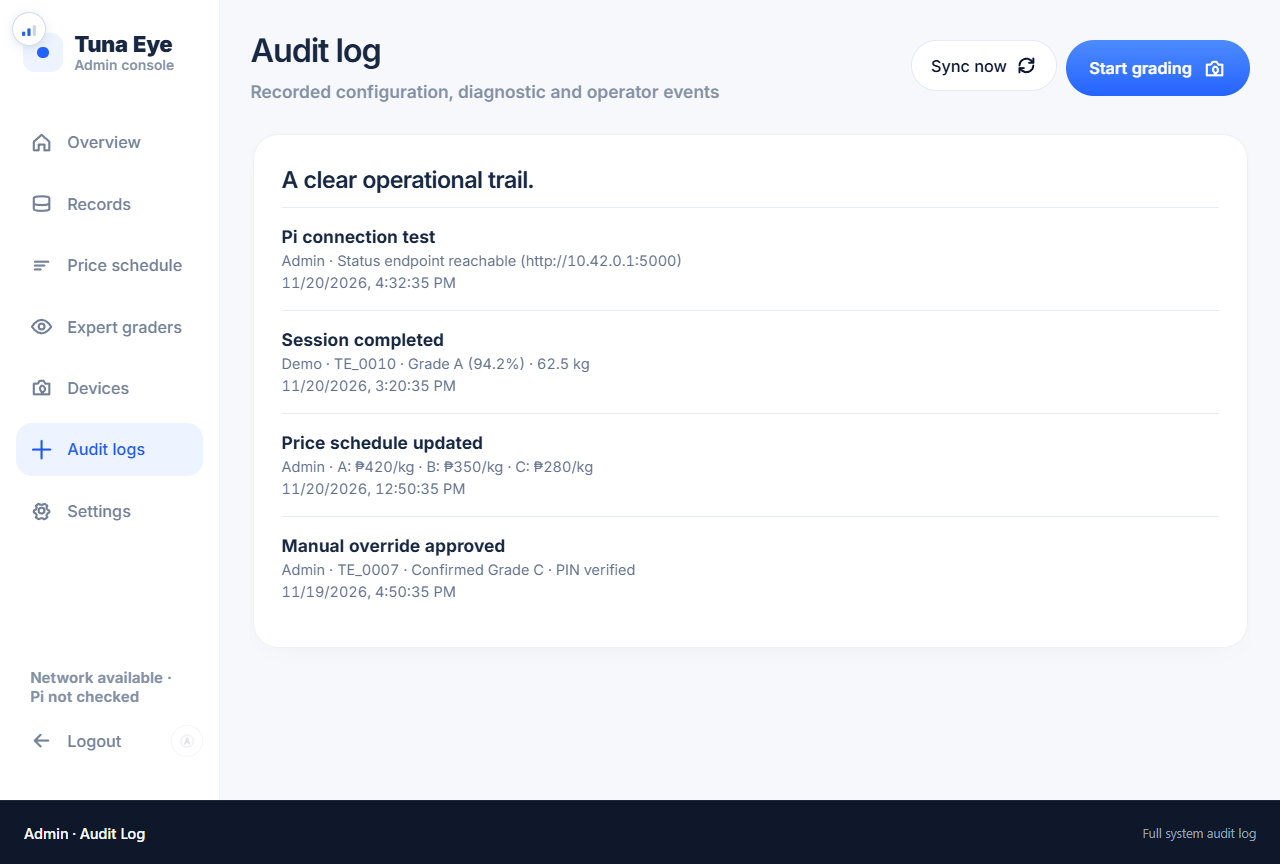 Tuna Eye
Admin console
Overview
Records
Price schedule
Expert graders
Devices
Audit logs
Settings
Network available ·
Pi not checked
Logout
A
Audit log
Recorded configuration, diagnostic and operator events
Sync now
Start grading
A clear operational trail.
Pi connection test
Admin · Status endpoint reachable (http://10.42.0.1:5000)
11/20/2026, 4:32:35 PM
Session completed
Demo · TE_0010 · Grade A (94.2%) · 62.5 kg
11/20/2026, 3:20:35 PM
Price schedule updated
Admin · A: ₱420/kg · B: ₱350/kg · C: ₱280/kg
11/20/2026, 12:50:35 PM
Manual override approved
Admin · TE_0007 · Confirmed Grade C · PIN verified
11/19/2026, 4:50:35 PM
Admin · Audit Log
Full system audit log